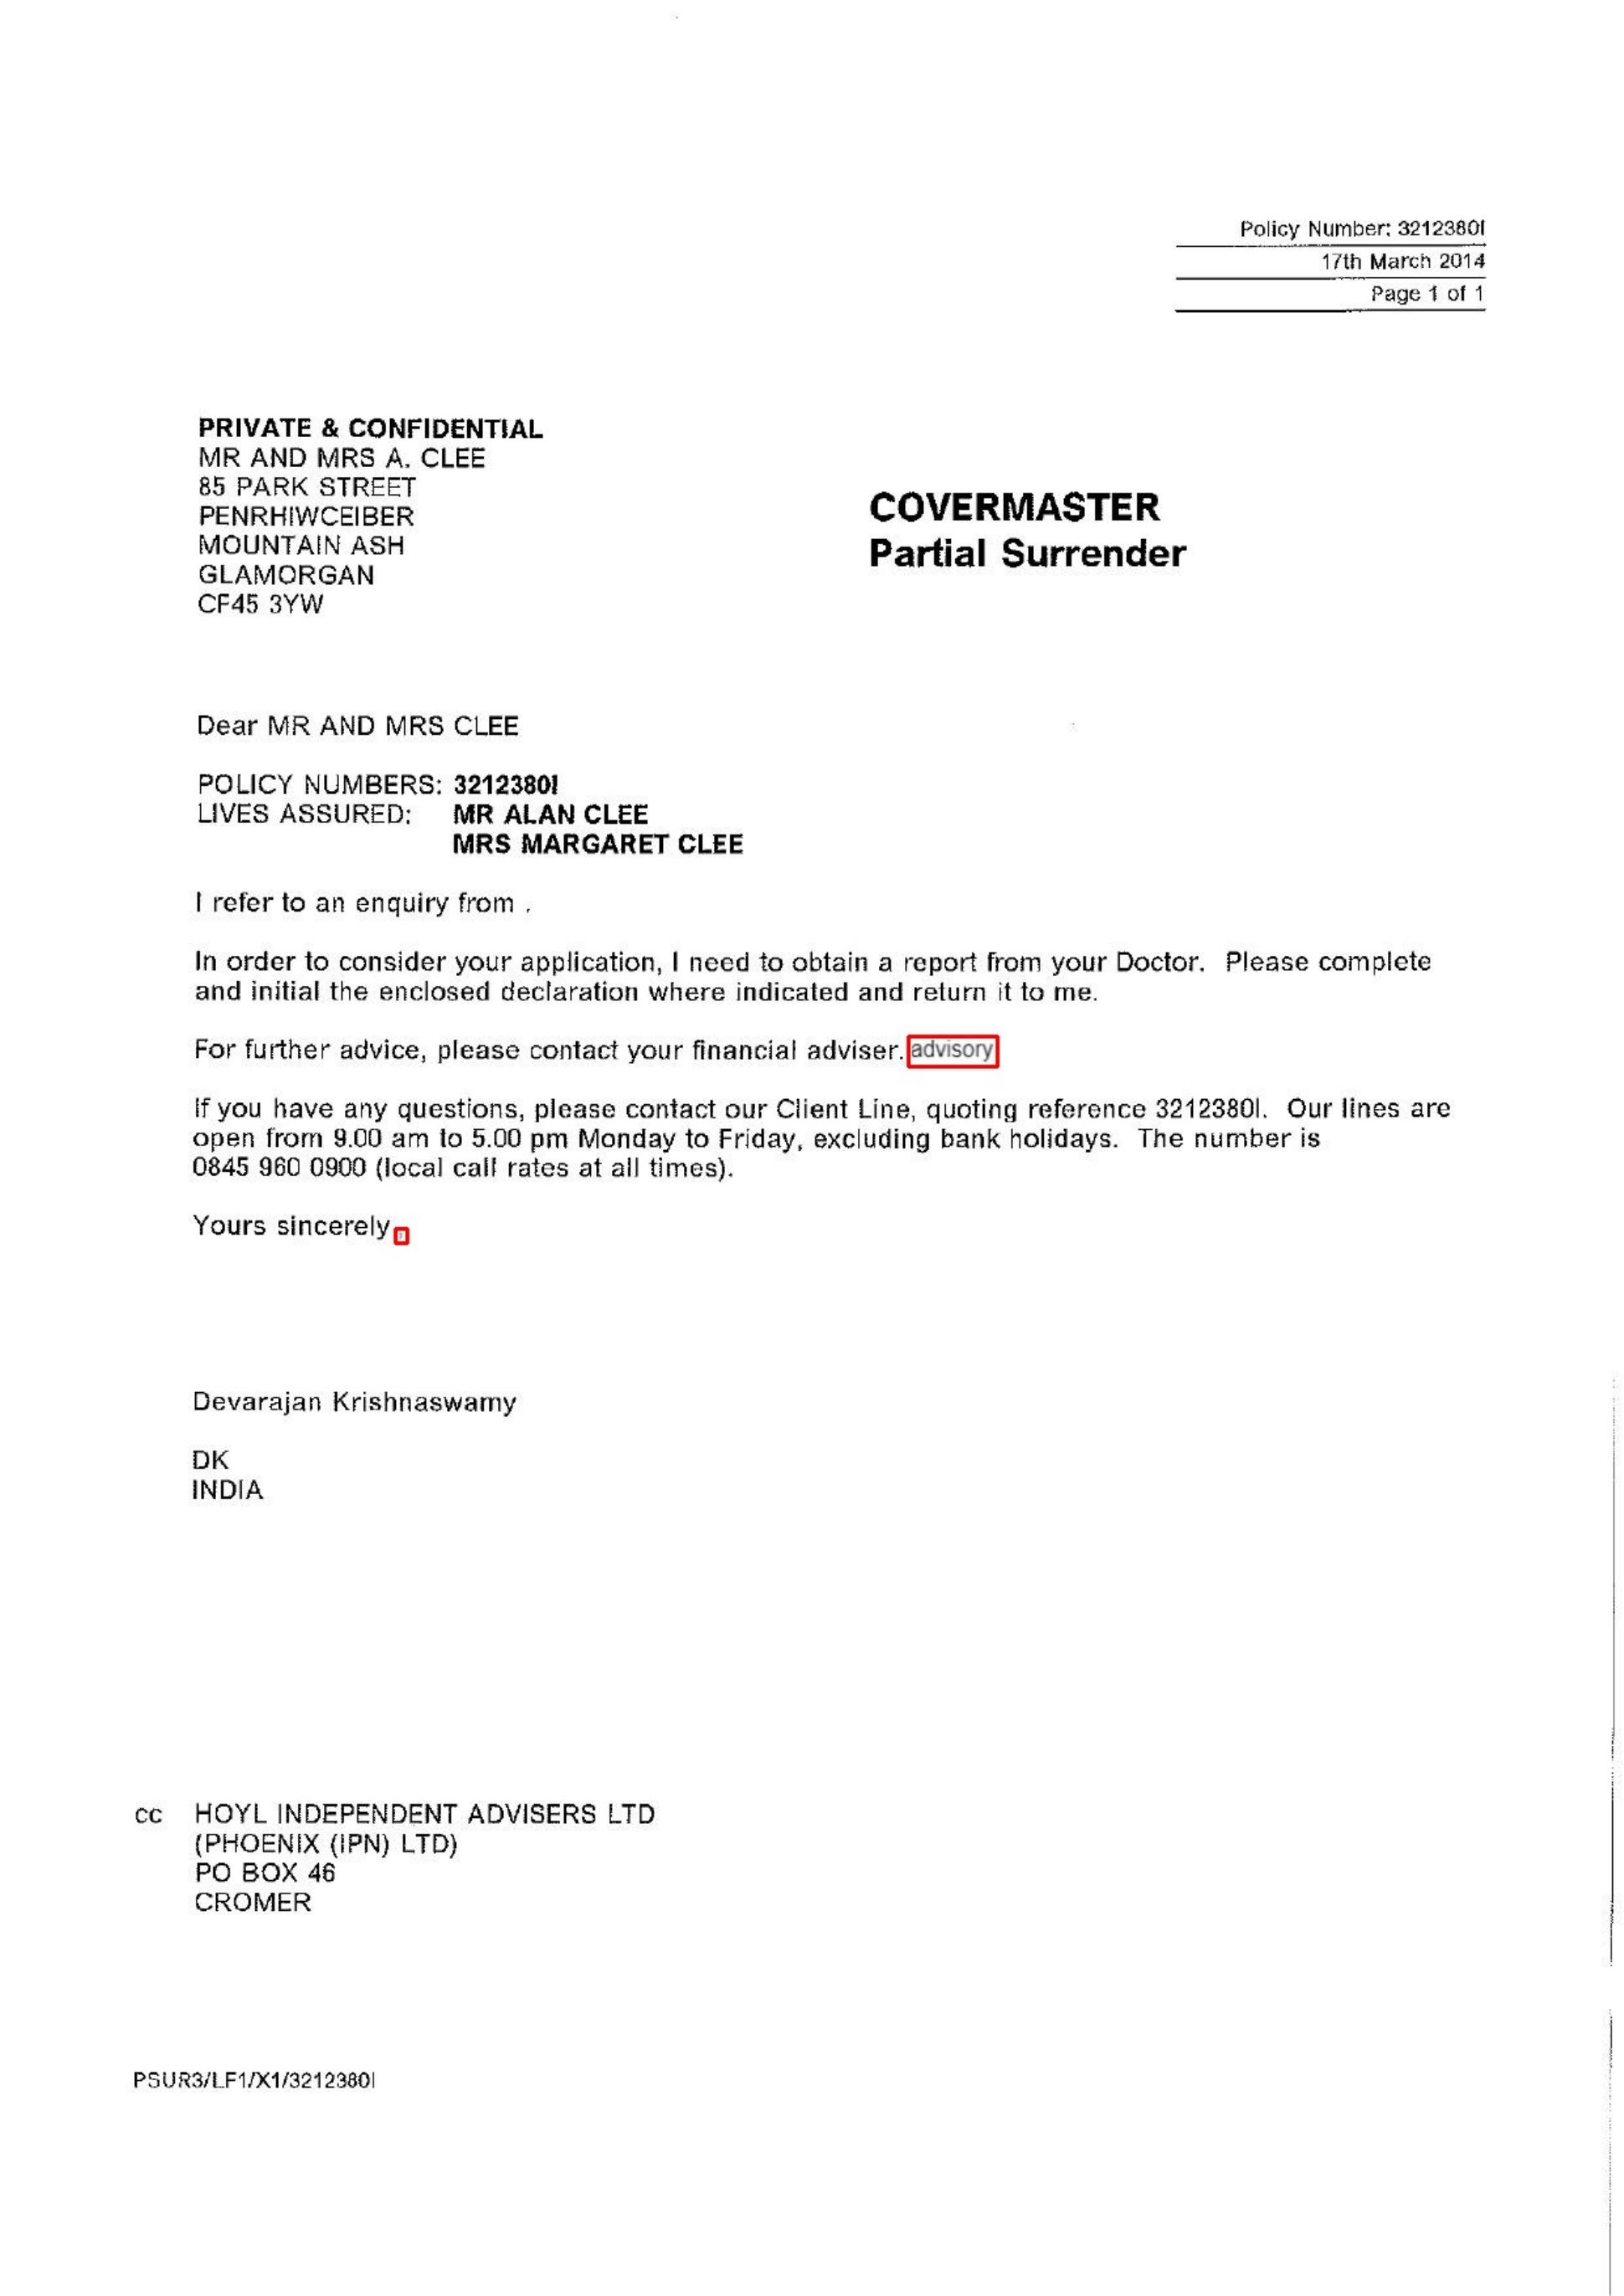 Policy Number: 3212380I
17th March 2014
Page 1 of 1
PRIVATE & CONFIDENTIAL
MR AND MRS A. CLEE
85 PARK STREET
PENRHIWCEIBER
MOUNTAIN ASH
GLAMORGAN
CF45 3YW
COVERMASTER
Partial Surrender
Dear MR AND MRS CLEE
POLICY NUMBERS: 3212380I
LIVES ASSURED: MR ALAN CLEE
MRS MARGARET CLEE
I refer to an enquiry from .
In order to consider your application, I need to obtain a report from your Doctor. Please complete
and initial the enclosed declaration where indicated and return it to me.
For further advice, please contact your financial adviser. advisory
If you have any questions, please contact our Client Line, quoting reference 3212380I. Our lines are
open from 9.00 am to 5.00 pm Monday to Friday, excluding bank holidays. The number is
0845 960 0900 (local call rates at all times).
Yours sincerely
Devarajan Krishnaswamy
DK
INDIA
cc HOYL INDEPENDENT ADVISERS LTD
(PHOENIX (IPN) LTD)
PO BOX 46
CROMER
PSUR3/LF1/X1/3212380I